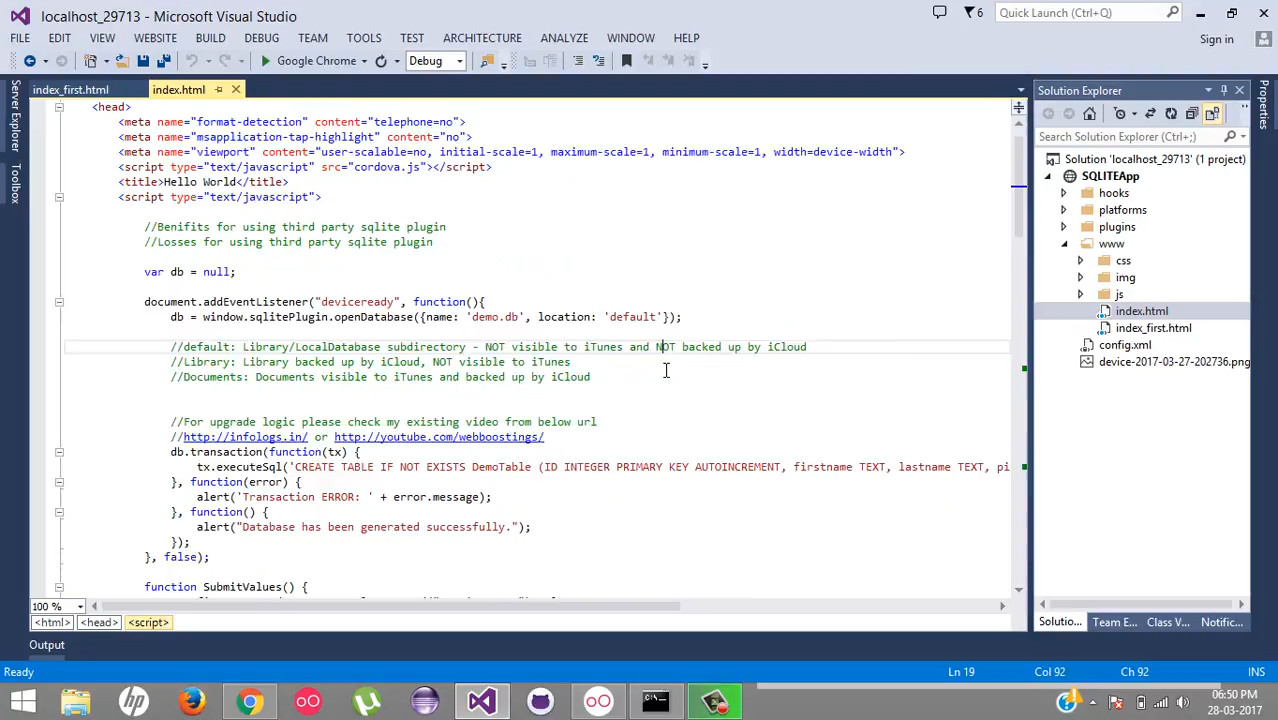 localhost_29713 - Microsoft Visual Studio
6
Quick Launch (Ctrl+Q)
FILE EDIT VIEW WEBSITE BUILD DEBUG TEAM TOOLS TEST ARCHITECTURE ANALYZE WINDOW HELP
Sign in
Google Chrome
Debug
Server Explorer
Toolbox
index_first.html
index.html
<head>
<meta name="format-detection" content="telephone=no">
<meta name="msapplication-tap-highlight" content="no">
<meta name="viewport" content="user-scalable=no, initial-scale=1, maximum-scale=1, minimum-scale=1, width=device-width">
<script type="text/javascript" src="cordova.js"></script>
<title>Hello World</title>
<script type="text/javascript">
//Benifits for using third party sqlite plugin
//Losses for using third party sqlite plugin
var db = null;
document.addEventListener("deviceready", function(){
db = window.sqlitePlugin.openDatabase({name: 'demo.db', location: 'default'});
//default: Library/LocalDatabase subdirectory - NOT visible to iTunes and NOT backed up by iCloud
//Library: Library backed up by iCloud, NOT visible to iTunes
//Documents: Documents visible to iTunes and backed up by iCloud
//For upgrade logic please check my existing video from below url
//http://infologs.in/ or http://youtube.com/webboostings/
db.transaction(function(tx) {
tx.executeSql('CREATE TABLE IF NOT EXISTS DemoTable (ID INTEGER PRIMARY KEY AUTOINCREMENT, firstname TEXT, lastname TEXT, pi
}, function(error) {
alert('Transaction ERROR: ' + error.message);
}, function() {
alert("Database has been generated successfully.");
});
}, false);
function SubmitValues() {
100 %
<html> <head> <script>
Output
Solution Explorer
Search Solution Explorer (Ctrl+;)
Solution 'localhost_29713' (1 project)
SQLITEApp
hooks
platforms
plugins
www
css
img
js
index.html
index_first.html
config.xml
device-2017-03-27-202736.png
Solutio... Team E... Class V... Notific...
Properties
Ready
Ln 19
Col 92
Ch 92
INS
06:50 PM
28-03-2017